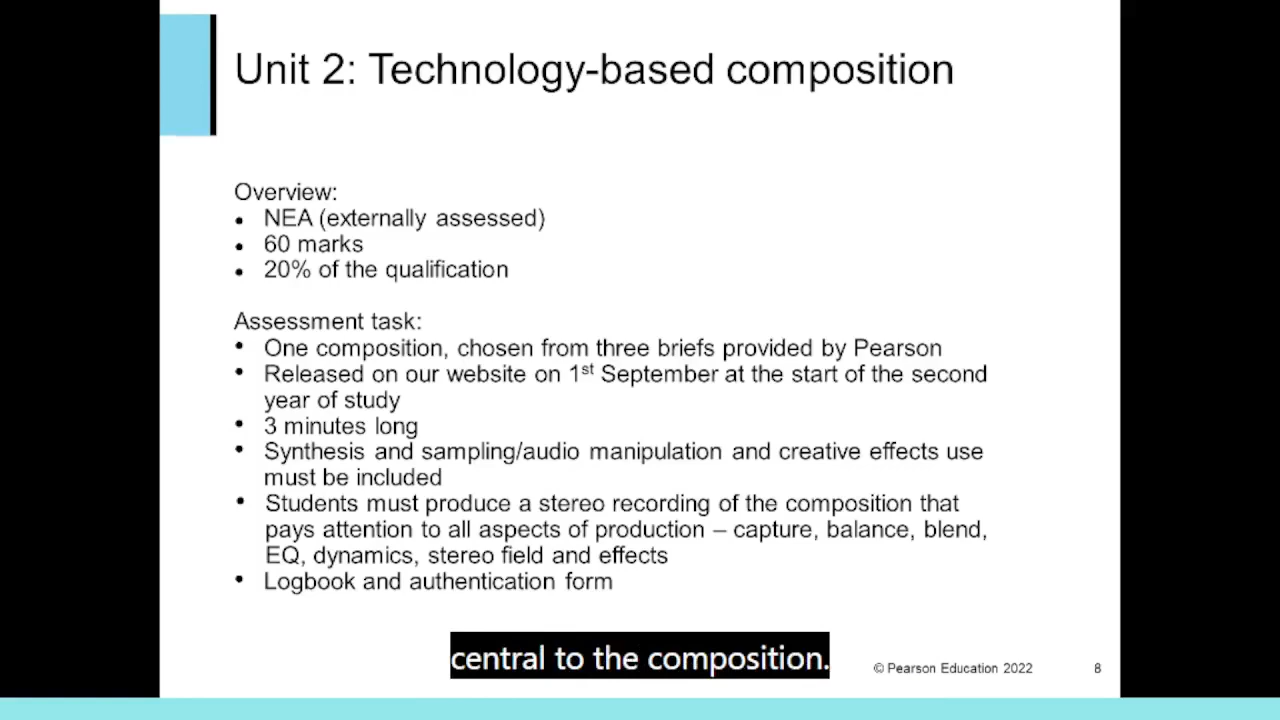 Unit 2: Technology-based composition
Overview:
• NEA (externally assessed)
• 60 marks
• 20% of the qualification
Assessment task:
• One composition, chosen from three briefs provided by Pearson
• Released on our website on 1st September at the start of the second
year of study
• 3 minutes long
• Synthesis and sampling/audio manipulation and creative effects use
must be included
• Students must produce a stereo recording of the composition that
pays attention to all aspects of production – capture, balance, blend,
EQ, dynamics, stereo field and effects
• Logbook and authentication form
central to the composition.
© Pearson Education 2022 8